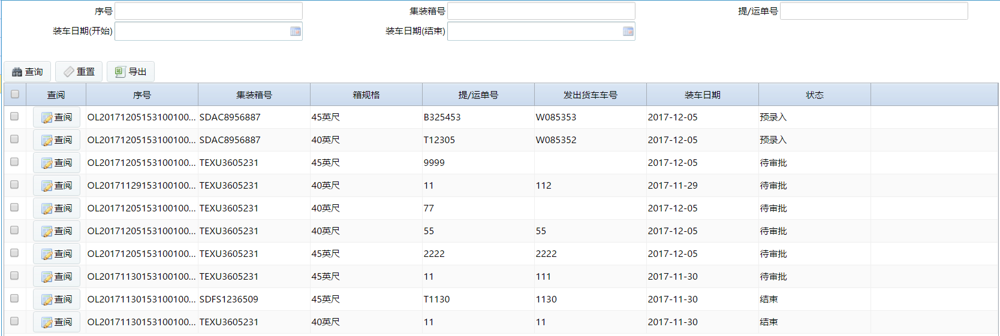 序号 集装箱号 提/运单号
装车日期(开始) 装车日期(结束)
查询 重置 导出
查阅 序号 集装箱号 箱规格 提/运单号 发出货车车号 装车日期 状态
查阅 OL20171205153100100... SDAC8956887 45英尺 B325453 W085353 2017-12-05 预录入
查阅 OL20171205153100100... SDAC8956887 40英尺 T12305 W085352 2017-12-05 预录入
查阅 OL20171205153100100... TEXU3605231 45英尺 9999 2017-12-05 待审批
查阅 OL20171129153100100... TEXU3605231 40英尺 11 112 2017-11-29 待审批
查阅 OL20171205153100100... TEXU3605231 40英尺 77 2017-12-05 待审批
查阅 OL20171205153100100... TEXU3605231 40英尺 55 55 2017-12-05 待审批
查阅 OL20171205153100100... TEXU3605231 45英尺 2222 2222 2017-12-05 待审批
查阅 OL20171130153100100... TEXU3605231 45英尺 11 111 2017-11-30 待审批
查阅 OL20171130153100100... SDFS1236509 45英尺 T1130 1130 2017-11-30 结束
查阅 OL20171130153100100... TEXU3605231 40英尺 11 11 2017-11-30 结束